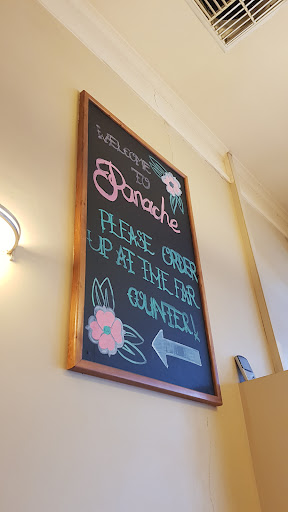 WELCOME
TO
Panache
PLEASE ORDER
UP AT THE FAR
COUNTER!